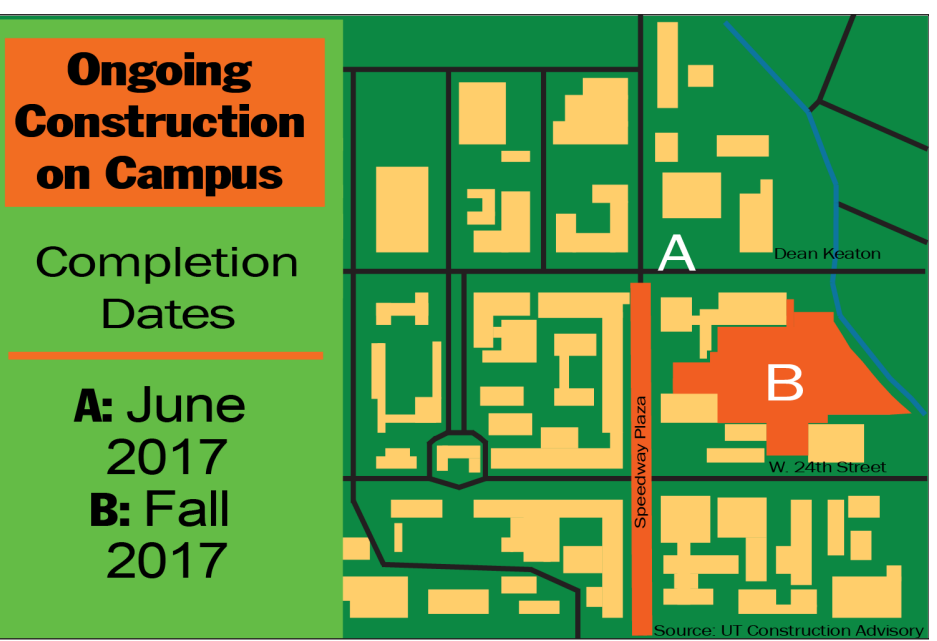 Ongoing
Construction
on Campus
Completion
Dates
A: June
2017
B: Fall
2017
A
Dean Keaton
B
Speedway Plaza
W. 24th Street
Source: UT Construction Advisory